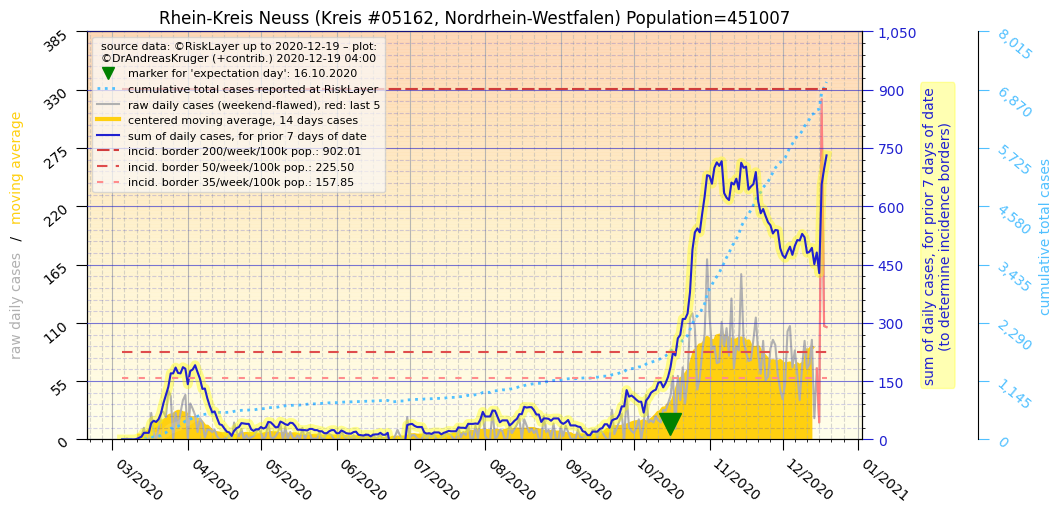 Rhein-Kreis Neuss (Kreis #05162, Nordrhein-Westfalen) Population=451007
source data: ©RiskLayer up to 2020-12-19 – plot:
©DrAndreasKruger (+contrib.) 2020-12-19 04:00
marker for 'expectation day': 16.10.2020
cumulative total cases reported at RiskLayer
raw daily cases (weekend-flawed), red: last 5
centered moving average, 14 days cases
sum of daily cases, for prior 7 days of date
incid. border 200/week/100k pop.: 902.01
incid. border 50/week/100k pop.: 225.50
incid. border 35/week/100k pop.: 157.85
raw daily cases / moving average
385
330
275
220
165
110
55
0
03/2020
04/2020
05/2020
06/2020
07/2020
08/2020
09/2020
10/2020
11/2020
12/2020
01/2021
1,050
900
750
600
450
300
150
0
sum of daily cases, for prior 7 days of date
(to determine incidence borders)
8,015
6,870
5,725
4,580
3,435
2,290
1,145
0
cumulative total cases